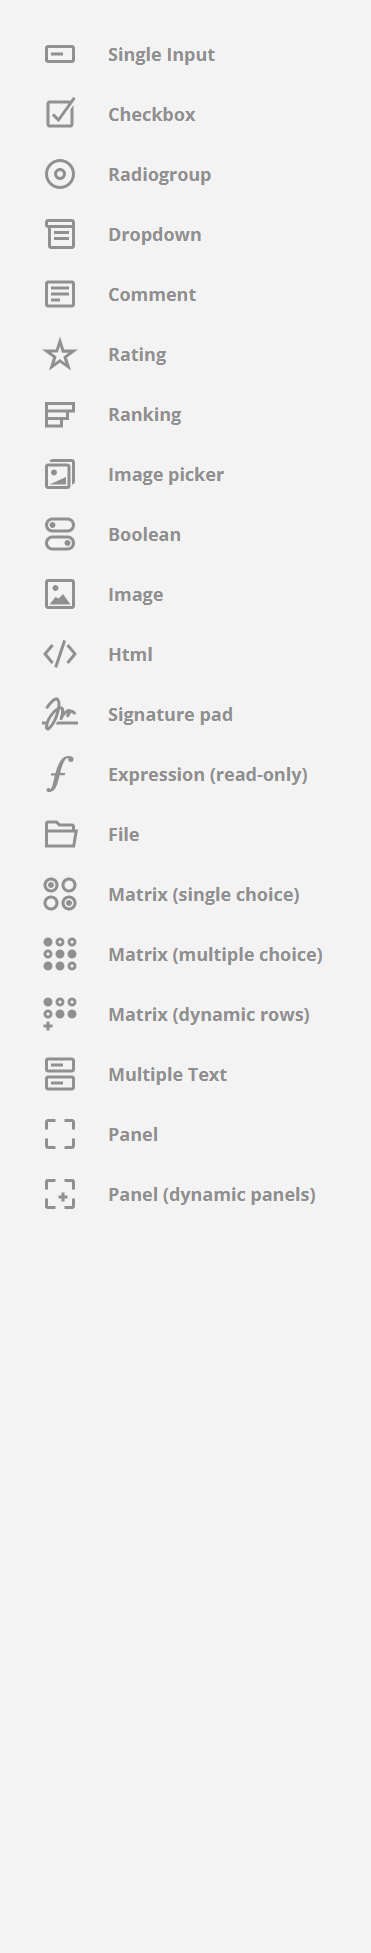 Single Input
Checkbox
Radiogroup
Dropdown
Comment
Rating
Ranking
Image picker
Boolean
Image
Html
Signature pad
Expression (read-only)
File
Matrix (single choice)
Matrix (multiple choice)
Matrix (dynamic rows)
Multiple Text
Panel
Panel (dynamic panels)